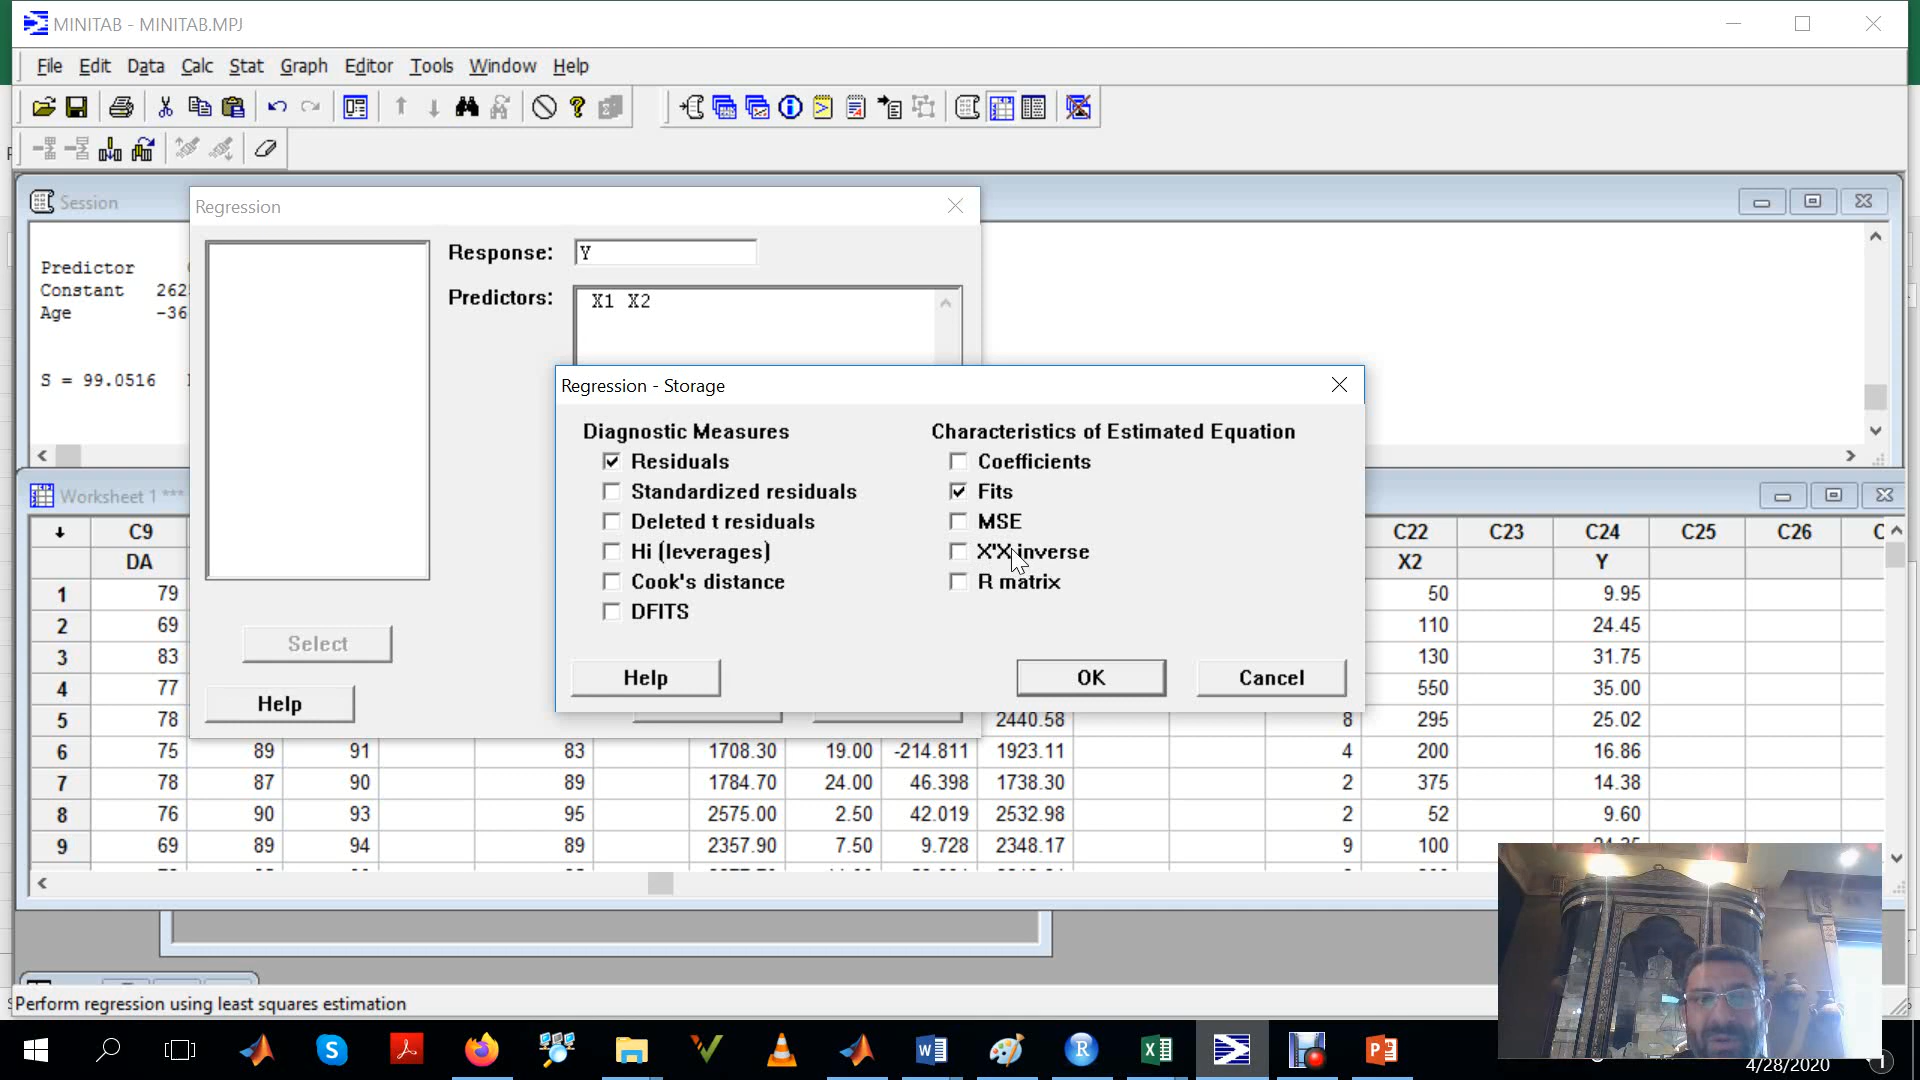 MINITAB - MINITAB.MPJ
File Edit Data Calc Stat Graph Editor Tools Window Help
Session
Predictor
Constant 262
Age -36
S = 99.0516
Regression
Response: Y
Predictors: X1 X2
Select
Help
Regression - Storage
Diagnostic Measures Characteristics of Estimated Equation
Residuals Coefficients
Standardized residuals Fits
Deleted t residuals MSE
Hi (leverages) X'X inverse
Cook's distance R matrix
DFITS
Help OK Cancel
Worksheet 1 ***
C9 C22 C23 C24 C25 C26
DA X2 Y
1 79 50 9.95
2 69 110 24.45
3 83 130 31.75
4 77 550 35.00
5 78 2440.58 8 295 25.02
6 75 89 91 83 1708.30 19.00 -214.811 1923.11 4 200 16.86
7 78 87 90 89 1784.70 24.00 46.398 1738.30 2 375 14.38
8 76 90 93 95 2575.00 2.50 42.019 2532.98 2 52 9.60
9 69 89 94 89 2357.90 7.50 9.728 2348.17 9 100
Perform regression using least squares estimation
4/28/2020